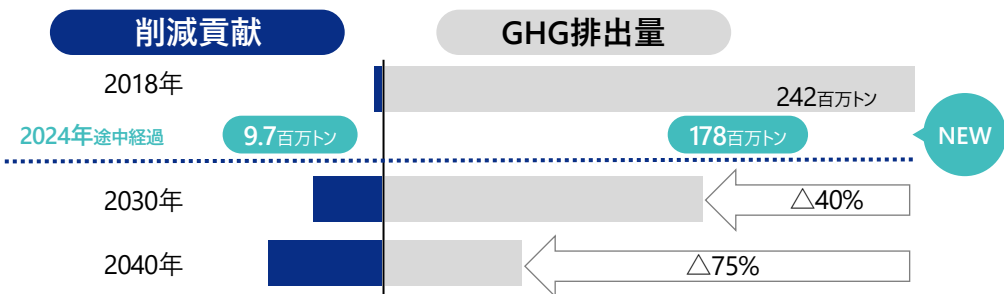 削減貢献
GHG排出量
2018年
242百万トン
2024年途中経過
9.7百万トン
178百万トン
NEW
2030年
△40%
2040年
△75%